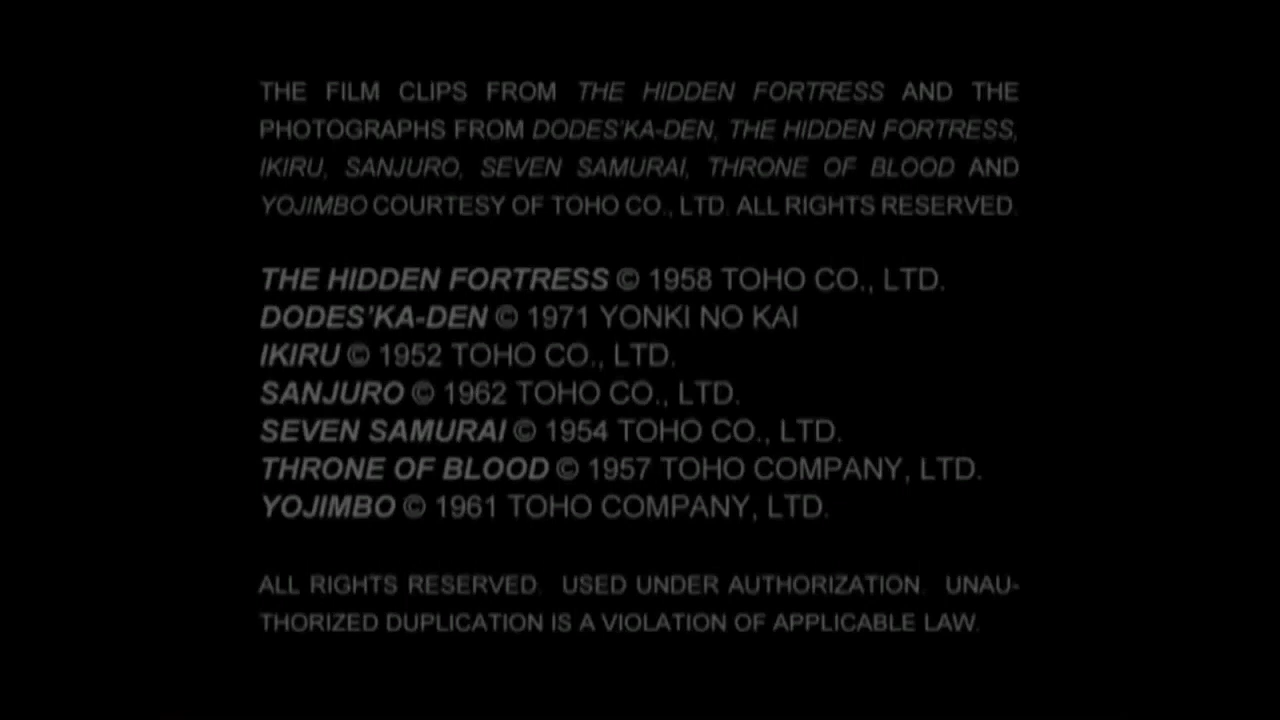 THE FILM CLIPS FROM THE HIDDEN FORTRESS AND THE
PHOTOGRAPHS FROM DODES'KA-DEN, THE HIDDEN FORTRESS,
IKIRU, SANJURO, SEVEN SAMURAI, THRONE OF BLOOD AND
YOJIMBO COURTESY OF TOHO CO., LTD. ALL RIGHTS RESERVED.
THE HIDDEN FORTRESS © 1958 TOHO CO., LTD.
DODES’KA-DEN © 1971 YONKI NO KAI
IKIRU © 1952 TOHO CO., LTD.
SANJURO © 1962 TOHO CO., LTD.
SEVEN SAMURAI © 1954 TOHO CO., LTD.
THRONE OF BLOOD © 1957 TOHO COMPANY, LTD.
YOJIMBO © 1961 TOHO COMPANY, LTD.
ALL RIGHTS RESERVED. USED UNDER AUTHORIZATION. UNAU-
THORIZED DUPLICATION IS A VIOLATION OF APPLICABLE LAW.